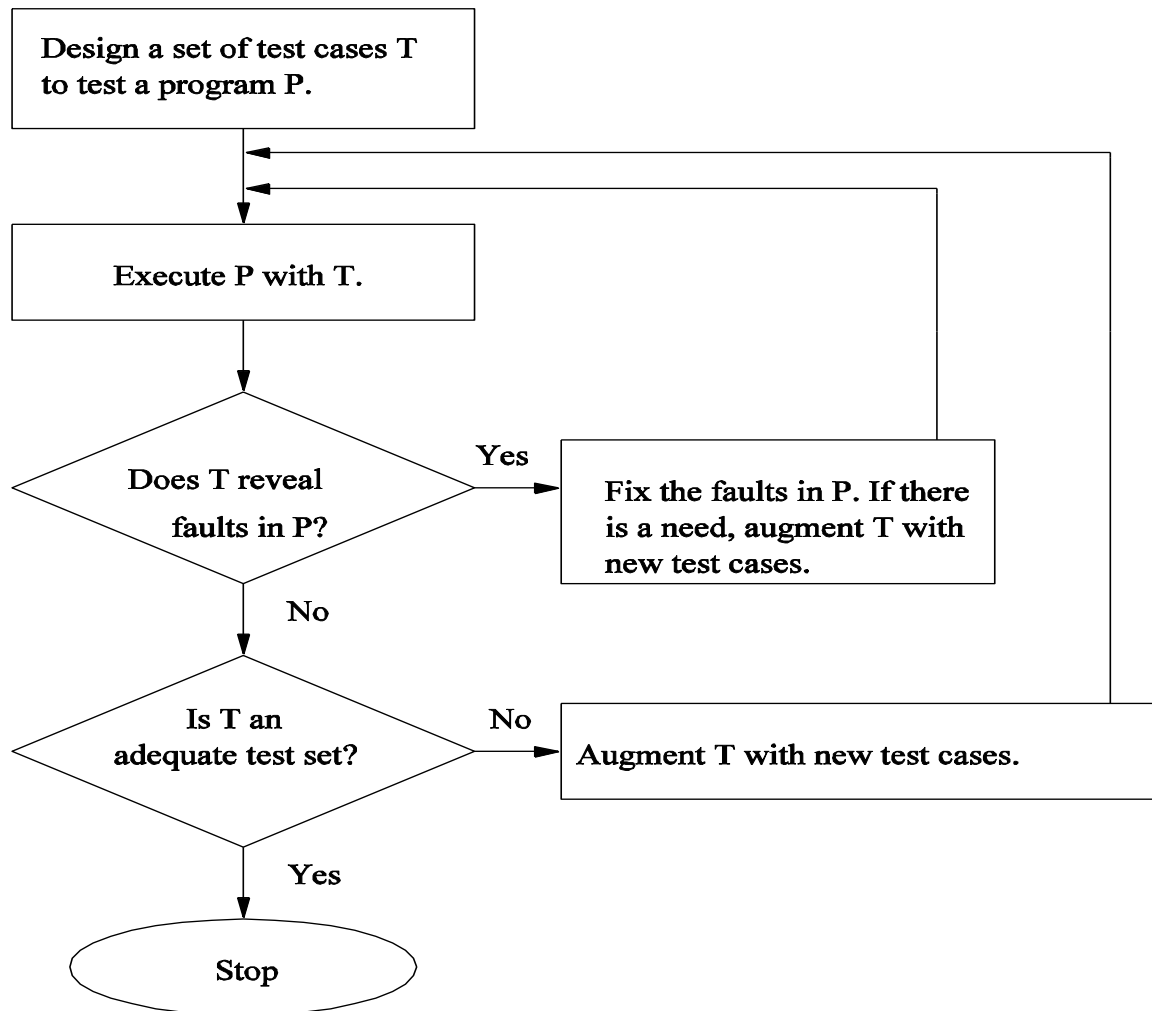 Design a set of test cases T
to test a program P.
Execute P with T.
Does T reveal
faults in P?
Yes
Fix the faults in P. If there
is a need, augment T with
new test cases.
No
Is T an
adequate test set?
No
Augment T with new test cases.
Yes
Stop